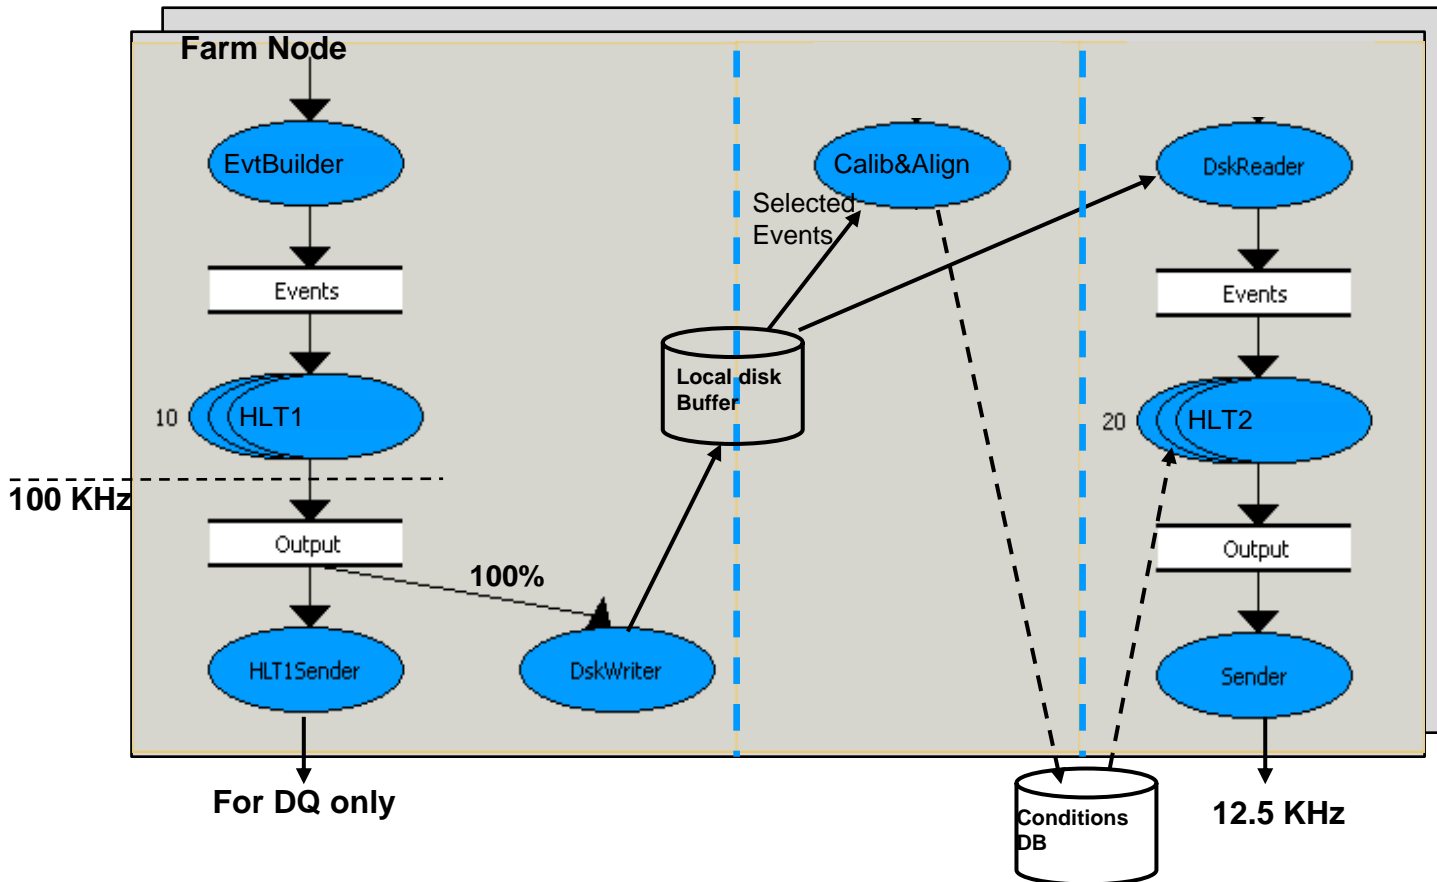 Farm Node
EvtBuilder
Calib&Align
DskReader
Selected
Events
Events
Events
Local disk
Buffer
10
HLT1
20
HLT2
100 KHz
Output
Output
100%
HLT1Sender
DskWriter
Sender
For DQ only
Conditions
DB
12.5 KHz